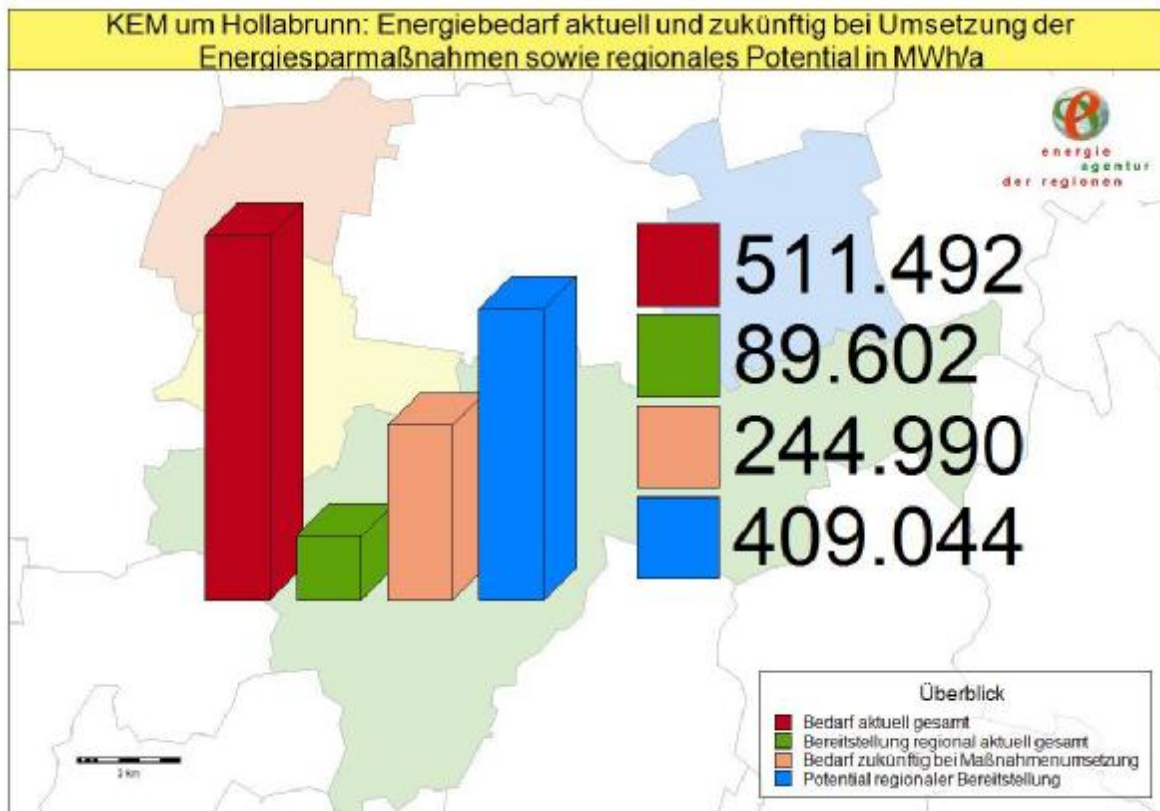 KEM um Hollabrunn: Energiebedarf aktuell und zukünftig bei Umsetzung der
Energiesparmaßnahmen sowie regionales Potential in MWh/a
energie
agentur
der regionen
511.492
89.602
244.990
409.044
Überblick
Bedarf aktuell gesamt
Bereitstellung regional aktuell gesamt
Bedarf zukünftig bei Maßnahmenumsetzung
Potential regionaler Bereitstellung